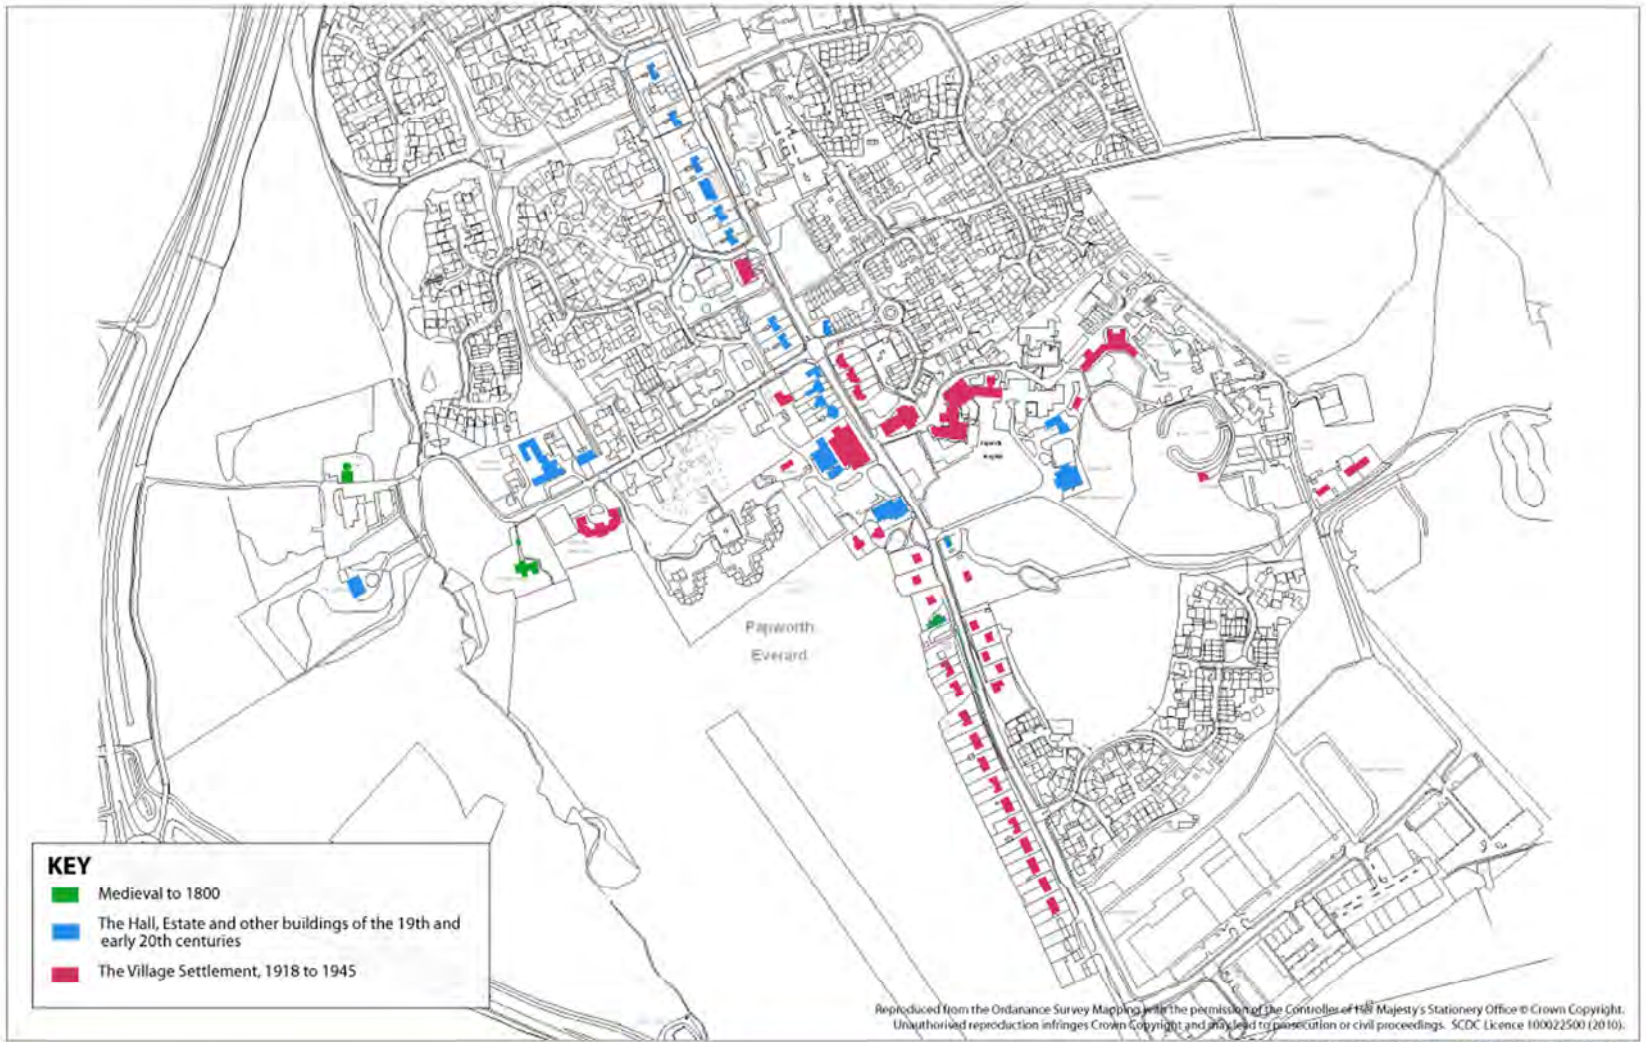 Papworth
Everard
KEY
Medieval to 1800
The Hall, Estate and other buildings of the 19th and
early 20th centuries
The Village Settlement, 1918 to 1945
Reproduced from the Ordanance Survey Mapping with the permission of the Controller of Her Majesty's Stationery Office © Crown Copyright.
Unauthorised reproduction infringes Crown Copyright and may lead to prosecution or civil proceedings. SCDC Licence 100022500 (2010).